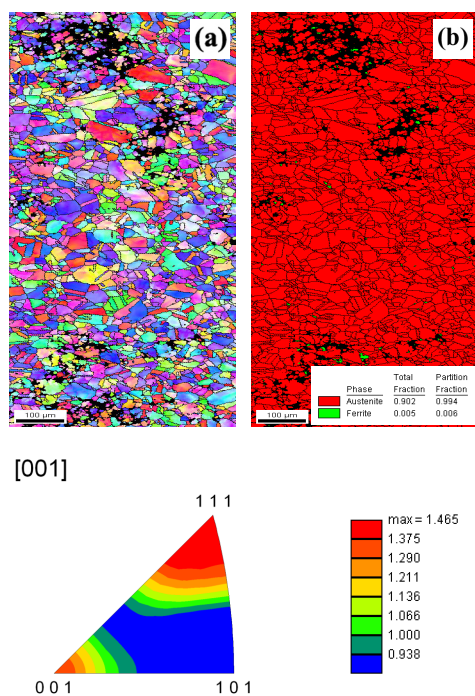 (a)
(b)
Total Partition
Phase Fraction Fraction
Austenite 0.902 0.994
Ferrite 0.005 0.006
100 µm
100 µm
[001]
1 1 1
0 0 1
1 0 1
max = 1.465
1.375
1.290
1.211
1.136
1.066
1.000
0.938